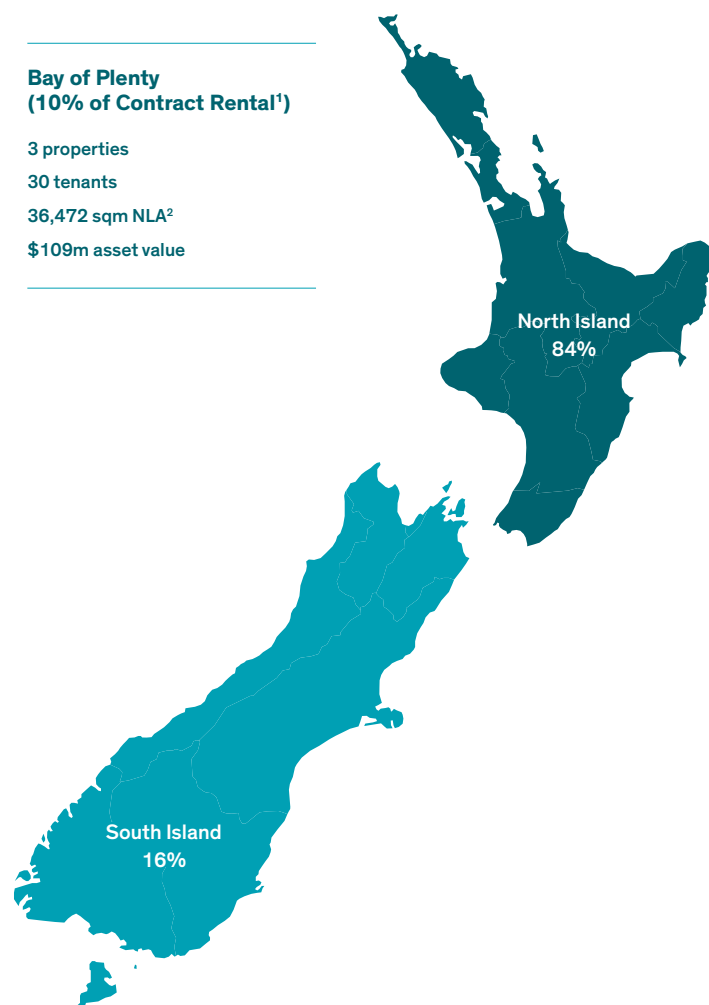 Bay of Plenty
(10% of Contract Rental¹)
3 properties
30 tenants
36,472 sqm NLA²
$109m asset value
North Island
84%
South Island
16%